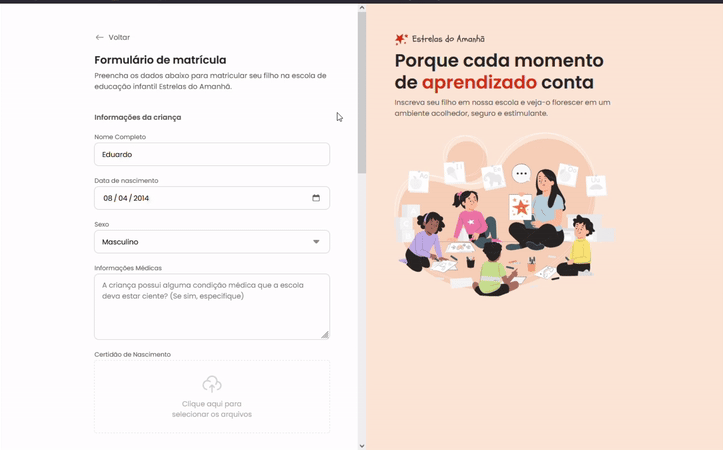 Voltar
Formulário de matrícula
Preencha os dados abaixo para matricular seu filho na escola de
educação infantil Estrelas do Amanhã.
Informações da criança
Nome Completo
Eduardo
Data de nascimento
08 / 04 / 2014
Sexo
Masculino
Informações Médicas
A criança possui alguma condição médica que a escola
deva estar ciente? (Se sim, especifique)
Certidão de Nascimento
Clique aqui para
selecionar os arquivos
Estrelas do Amanhã
Porque cada momento
de aprendizado conta
Inscreva seu filho em nossa escola e veja-o florescer em um
ambiente acolhedor, seguro e estimulante.